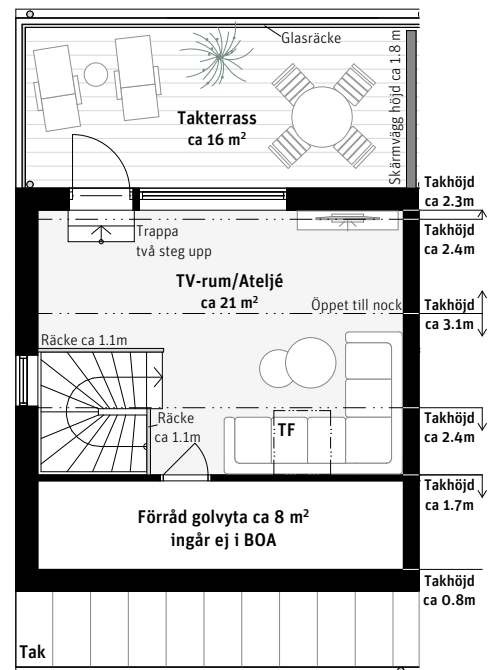 Glasräcke
Skärmvägg höjd ca 1.8 m
Takterrass
ca 16 m²
Takhöjd
ca 2.3m
Trappa
två steg upp
Takhöjd
ca 2.4m
TV-rum/Ateljé
ca 21 m²
Öppet till nock
Takhöjd
ca 3.1m
Räcke ca 1.1m
Räcke
ca 1.1m
TF
Takhöjd
ca 2.4m
Takhöjd
ca 1.7m
Förråd golvyta ca 8 m²
ingår ej i BOA
Takhöjd
ca 0.8m
Tak